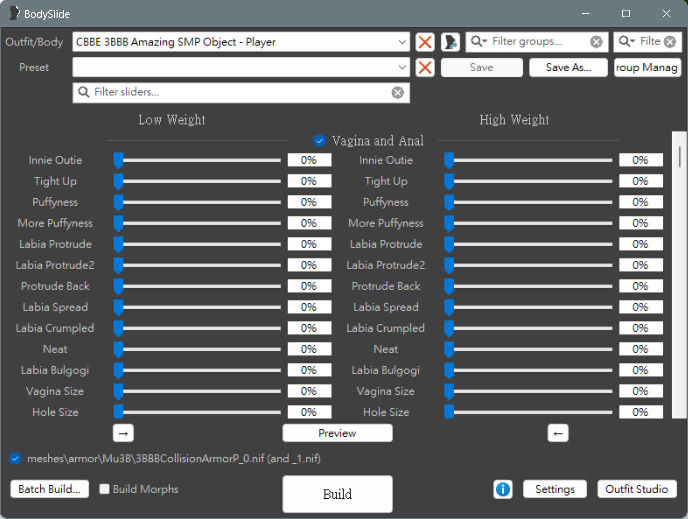 BodySlide
Outfit/Body CBBE 3BBB Amazing SMP Object - Player Filter groups... Filte
Preset Save Save As... roup Manag
Filter sliders...
Low Weight High Weight
Vagina and Anal
Innie Outie 0% Innie Outie 0%
Tight Up 0% Tight Up 0%
Puffyness 0% Puffyness 0%
More Puffyness 0% More Puffyness 0%
Labia Protrude 0% Labia Protrude 0%
Labia Protrude2 0% Labia Protrude2 0%
Protrude Back 0% Protrude Back 0%
Labia Spread 0% Labia Spread 0%
Labia Crumpled 0% Labia Crumpled 0%
Neat 0% Neat 0%
Labia Bulgogi 0% Labia Bulgogi 0%
Vagina Size 0% Vagina Size 0%
Hole Size 0% Hole Size 0%
→ Preview ←
meshes\armor\Mu3B\3BBBCollisionArmorP_0.nif (and _1.nif)
Batch Build... Build Morphs Build Settings Outfit Studio